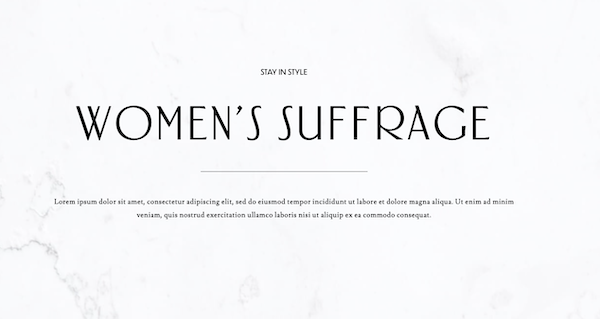 STAY IN STYLE
WOMEN'S SUFFRAGE
Lorem ipsum dolor sit amet, consectetur adipiscing elit, sed do eiusmod tempor incididunt ut labore et dolore magna aliqua. Ut enim ad minim
veniam, quis nostrud exercitation ullamco laboris nisi ut aliquip ex ea commodo consequat.